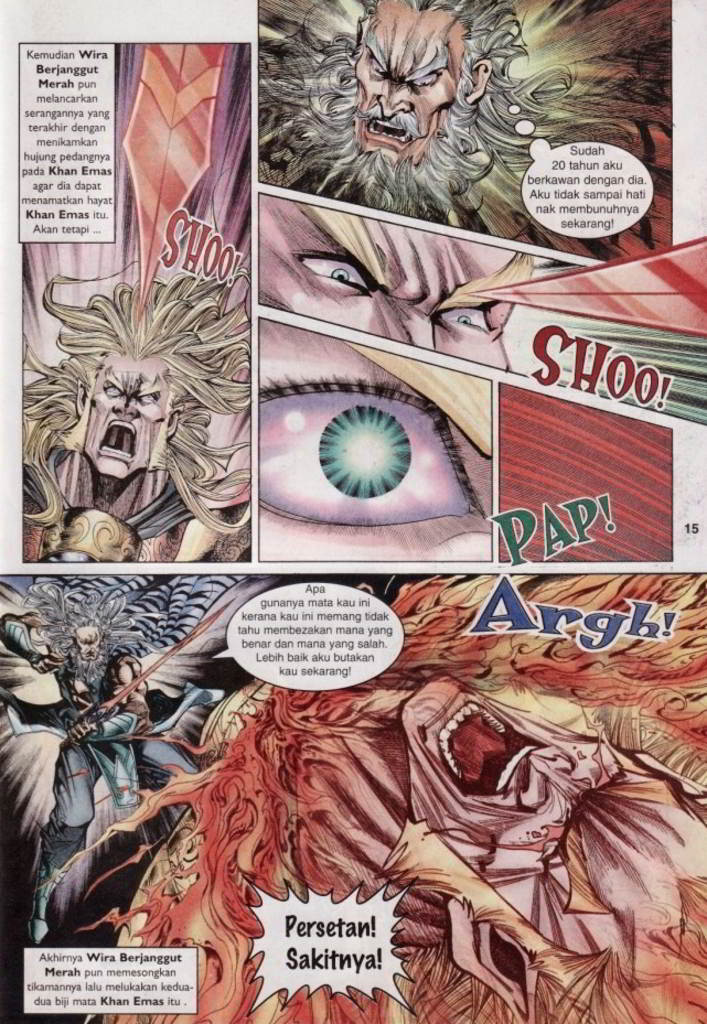 Kemudian Wira
Berjanggut
Merah pun
melancarkan
serangannya yang
terakhir dengan
menikamkan
hujung pedangnya
pada Khan Emas
agar dia dapat
menamatkan hayat
Khan Emas itu.
Akan tetapi ...
SHOO!
Sudah
20 tahun aku
berkawan dengan dia.
Aku tidak sampai hati
nak membunuhnya
sekarang!
SHOO!
PAP!
15
Apa
gunanya mata kau ini
kerana kau ini memang tidak
tahu membezakan mana yang
benar dan mana yang salah.
Lebih baik aku butakan
kau sekarang!
Argh!
Persetan!
Sakitnya!
Akhirnya Wira Berjanggut
Merah pun memesongkan
tikamannya lalu melukakan kedua-
dua biji mata Khan Emas itu .